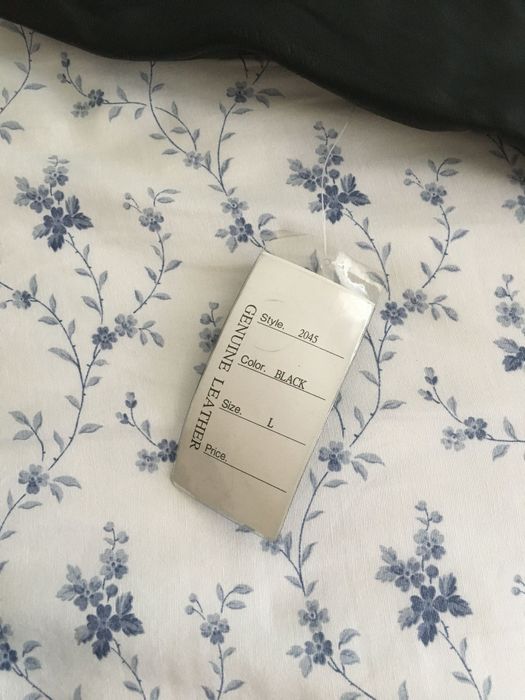 GENUINE LEATHER
Style. 2045
Color. BLACK
Size. L
Price.